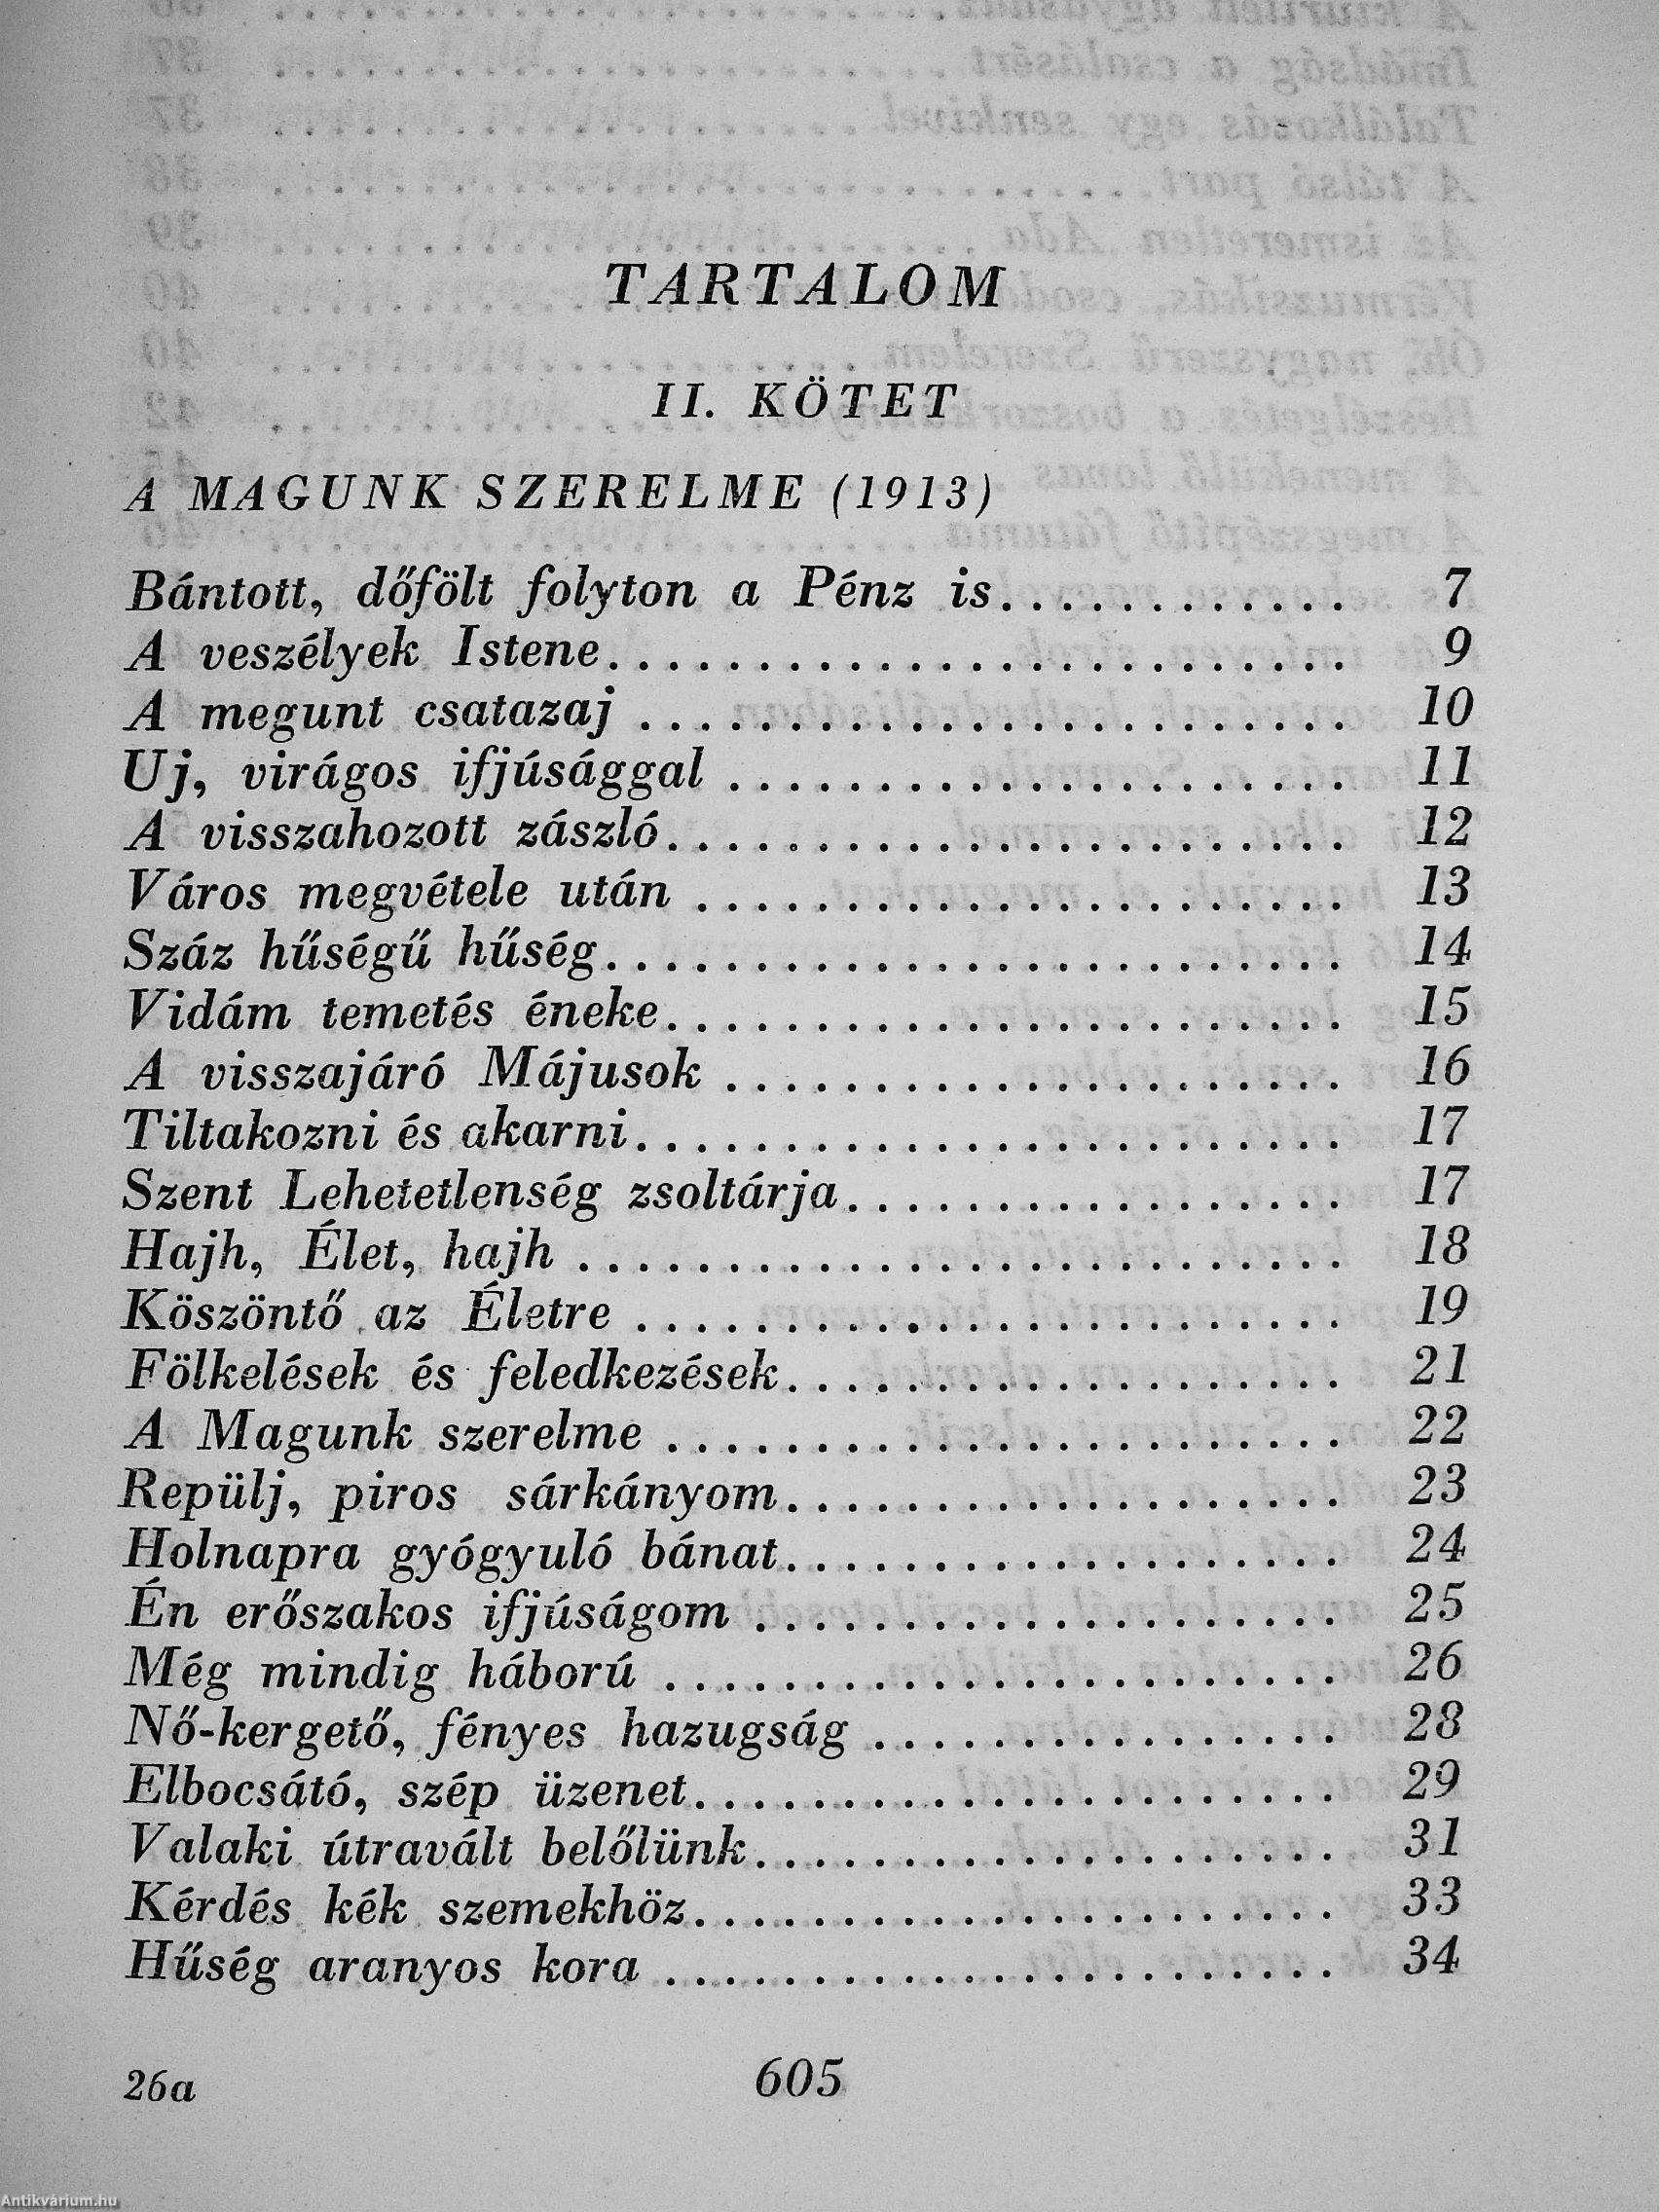 TARTALOM
II. KÖTET
A MAGUNK SZERELME (1913)
Bántott, dőfölt folyton a Pénz is............ 7
A veszélyek Istene......................... 9
A megunt csatazaj ........................ 10
Uj, virágos ifjúsággal ..................... 11
A visszahozott zászló....................... 12
Város megvétele után ...................... 13
Száz hűségű hűség......................... 14
Vidám temetés éneke....................... 15
A visszajáró Májusok ..................... 16
Tiltakozni és akarni........................ 17
Szent Lehetetlenség zsoltárja................. 17
Hajh, Élet, hajh .......................... 18
Köszöntő az Életre ........................ 19
Fölkelések és feledkezések................... 21
A Magunk szerelme ....................... 22
Repülj, piros sárkányom................... 23
Holnapra gyógyuló bánat................... 24
Én erőszakos ifjúságom .................... 25
Még mindig háború ....................... 26
Nő-kergető, fényes hazugság ................ 28
Elbocsátó, szép üzenet...................... 29
Valaki útravált belőlünk.................... 31
Kérdés kék szemekhöz...................... 33
Hűség aranyos kora ....................... 34
26a 605
Antikvárium.hu